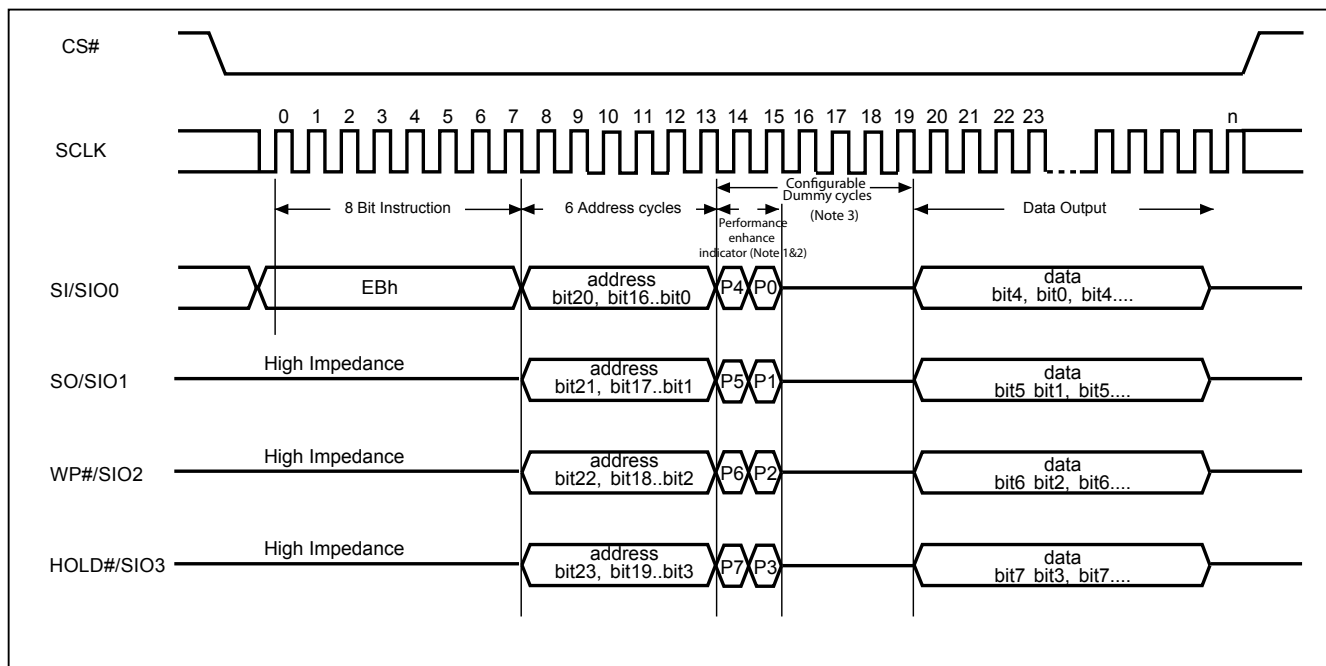 CS#
0 1 2 3 4 5 6 7 8 9 10 11 12 13 14 15 16 17 18 19 20 21 22 23 n
SCLK
Configurable
Dummy cycles
(Note 3)
8 Bit Instruction
6 Address cycles
Data Output
Performance
enhance
indicator (Note 1&2)
SI/SIO0
EBh
address
bit20, bit16..bit0
P4
P0
data
bit4, bit0, bit4....
High Impedance
SO/SIO1
address
bit21, bit17..bit1
P5
P1
data
bit5 bit1, bit5....
High Impedance
WP#/SIO2
address
bit22, bit18..bit2
P6
P2
data
bit6 bit2, bit6....
High Impedance
HOLD#/SIO3
address
bit23, bit19..bit3
P7
P3
data
bit7 bit3, bit7....